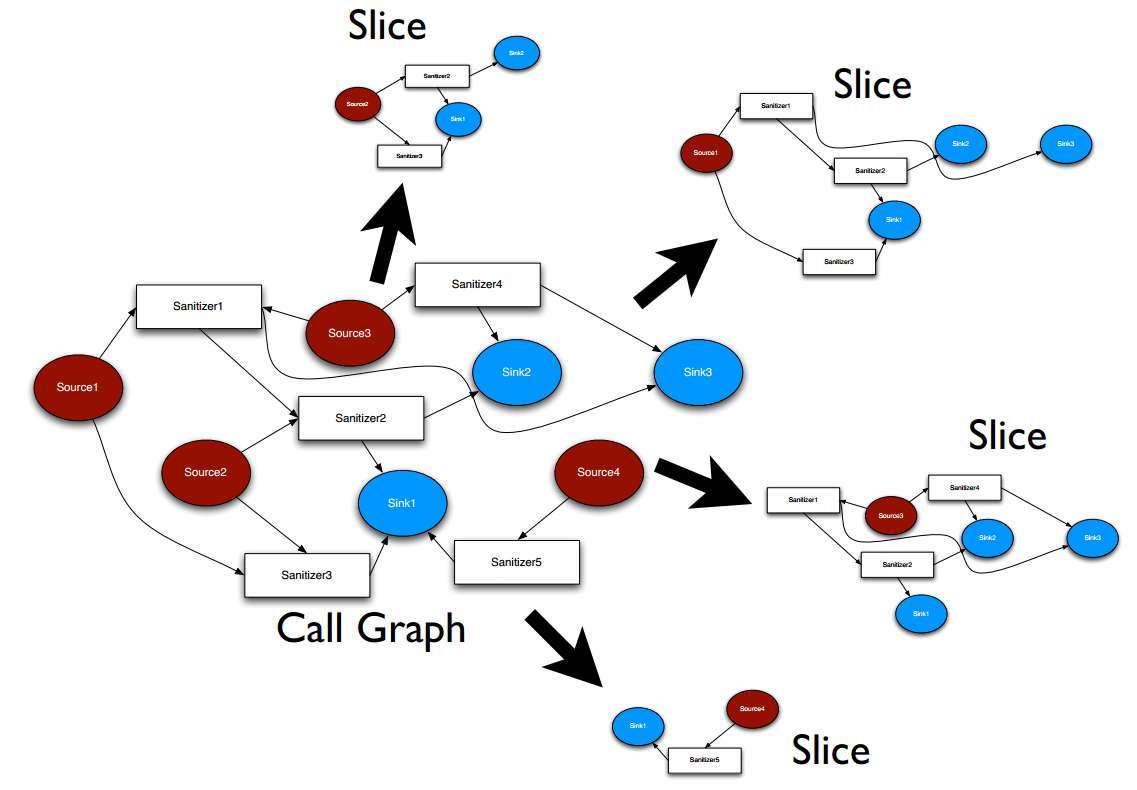 Slice
Sink2
Sanitizer2
Source2
Sink1
Sanitizer3
Slice
Sanitizer1
Source1
Sink2
Sink3
Sanitizer2
Sink1
Sanitizer3
Sanitizer4
Sanitizer1
Source3
Sink2
Sink3
Source1
Sanitizer2
Source2
Source4
Sink1
Sanitizer5
Sanitizer3
Call Graph
Slice
Sanitizer4
Sanitizer1
Source3
Sink2
Sink3
Sanitizer2
Sink1
Source4
Sink1
Sanitizer5
Slice